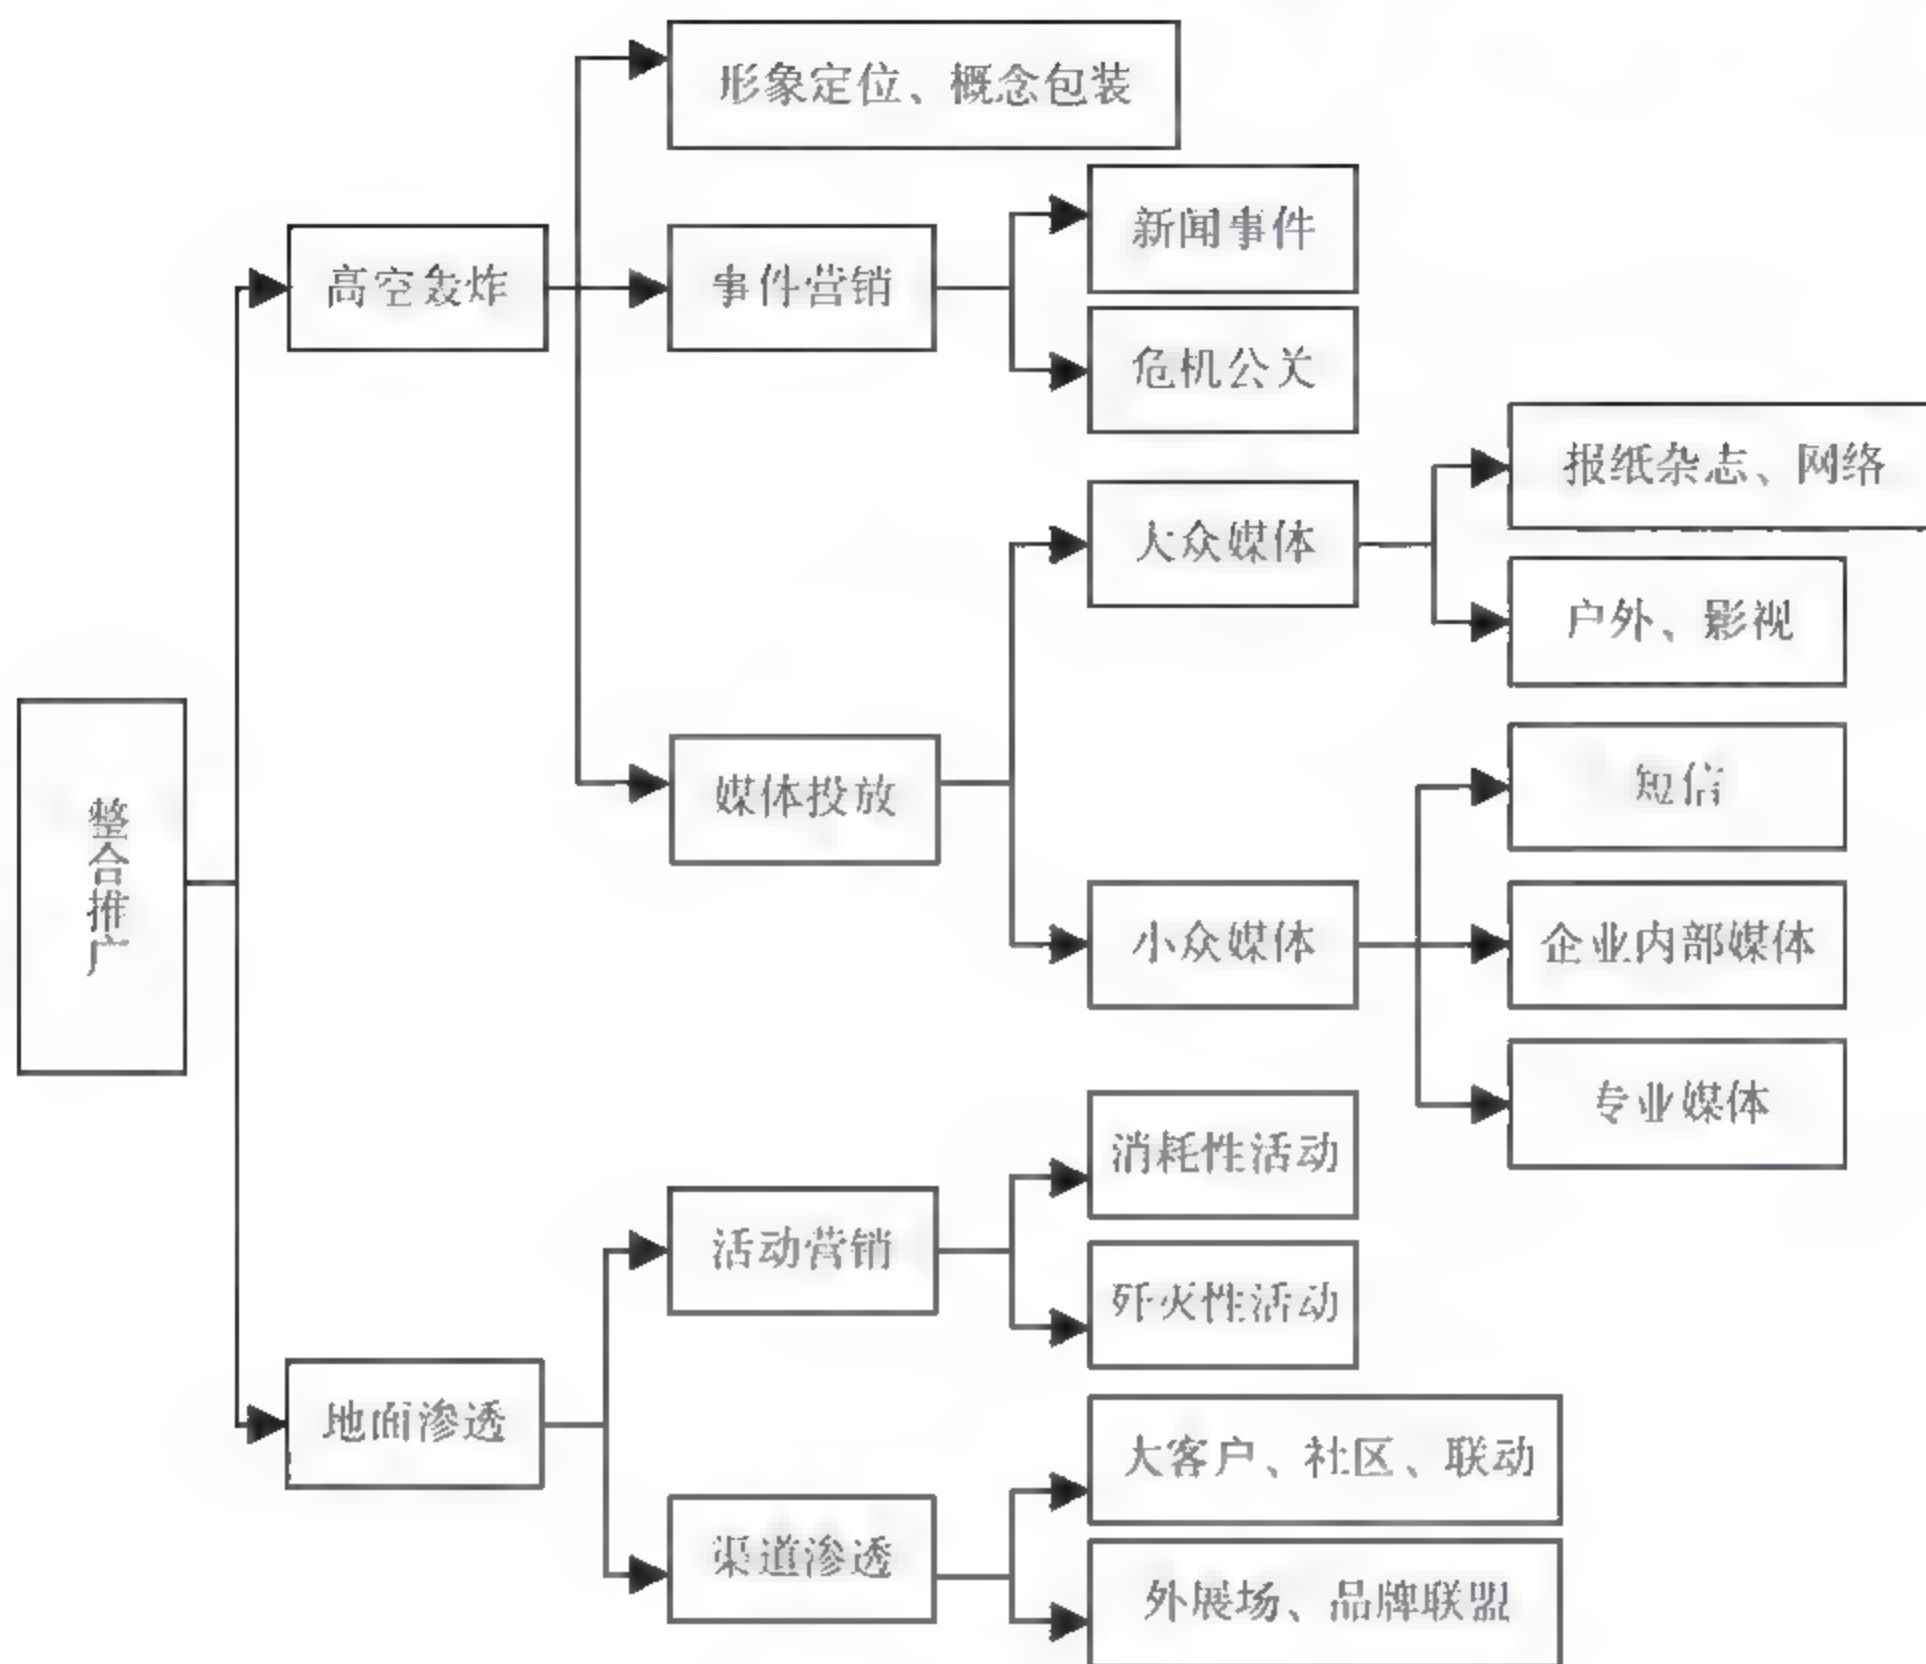 整合推广
高空轰炸
形象定位、概念包装
事件营销
新闻事件
危机公关
媒体投放
大众媒体
报纸杂志、网络
户外、影视
小众媒体
短信
企业内部媒体
专业媒体
地面渗透
活动营销
消耗性活动
歼灭性活动
渠道渗透
大客户、社区、联动
外展场、品牌联盟